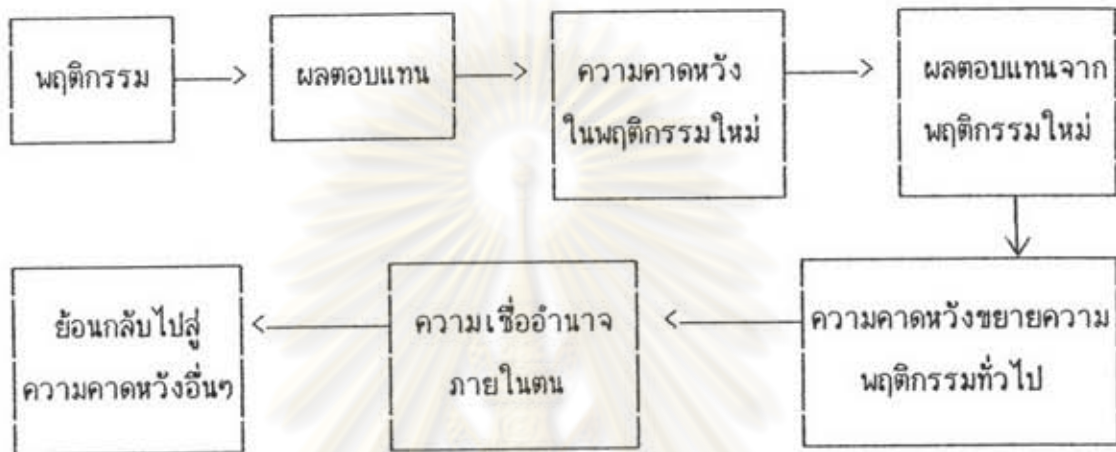 พฤติกรรม
ผลตอบแทน
ความคาดหวัง
ในพฤติกรรมใหม่
ผลตอบแทนจาก
พฤติกรรมใหม่
ความคาดหวังขยายความ
พฤติกรรมทั่วไป
ความเชื่ออำนาจ
ภายในตน
ย้อนกลับไปสู่
ความคาดหวังอื่นๆ